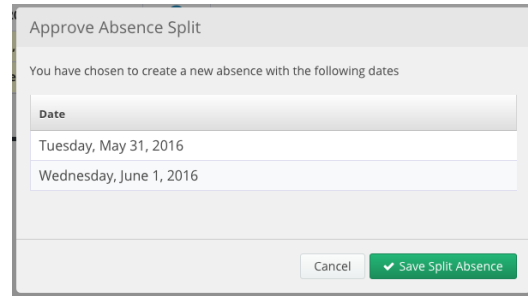 Approve Absence Split
You have chosen to create a new absence with the following dates
Date
Tuesday, May 31, 2016
Wednesday, June 1, 2016
Cancel
Save Split Absence